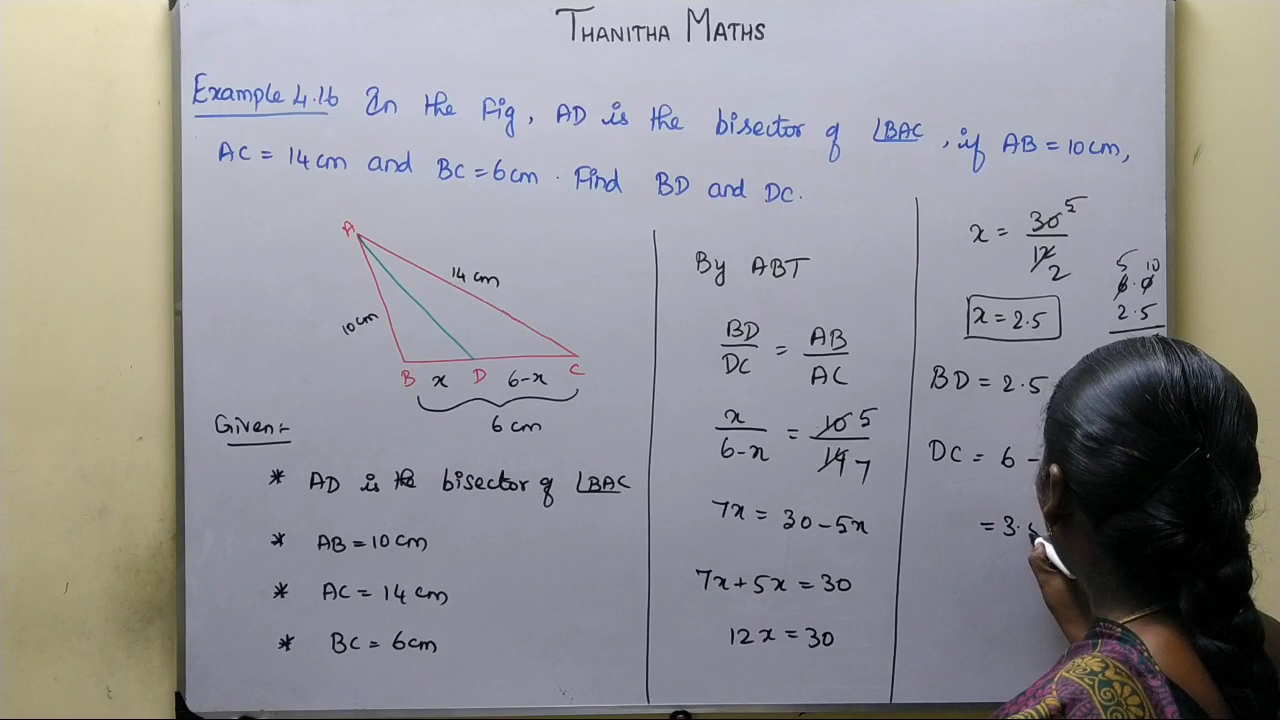 THANITHA MATHS
Example 4.16 In the Fig, AD is the bisector of ∠BAC, if AB = 10 cm,
AC = 14 cm and BC = 6 cm. Find BD and DC.
A
14 cm
10 cm
B x D 6-x C
6 cm
Given:-
* AD is the bisector of ∠BAC
* AB = 10 cm
* AC = 14 cm
* BC = 6 cm
By ABT
BD/DC = AB/AC
x/6-x = 10 5/14 7
7x = 30 - 5x
7x + 5x = 30
12x = 30
x = 30 5/12 2
x = 2.5
5 10
6.0
2.5
BD = 2.5
DC = 6 -
= 3.